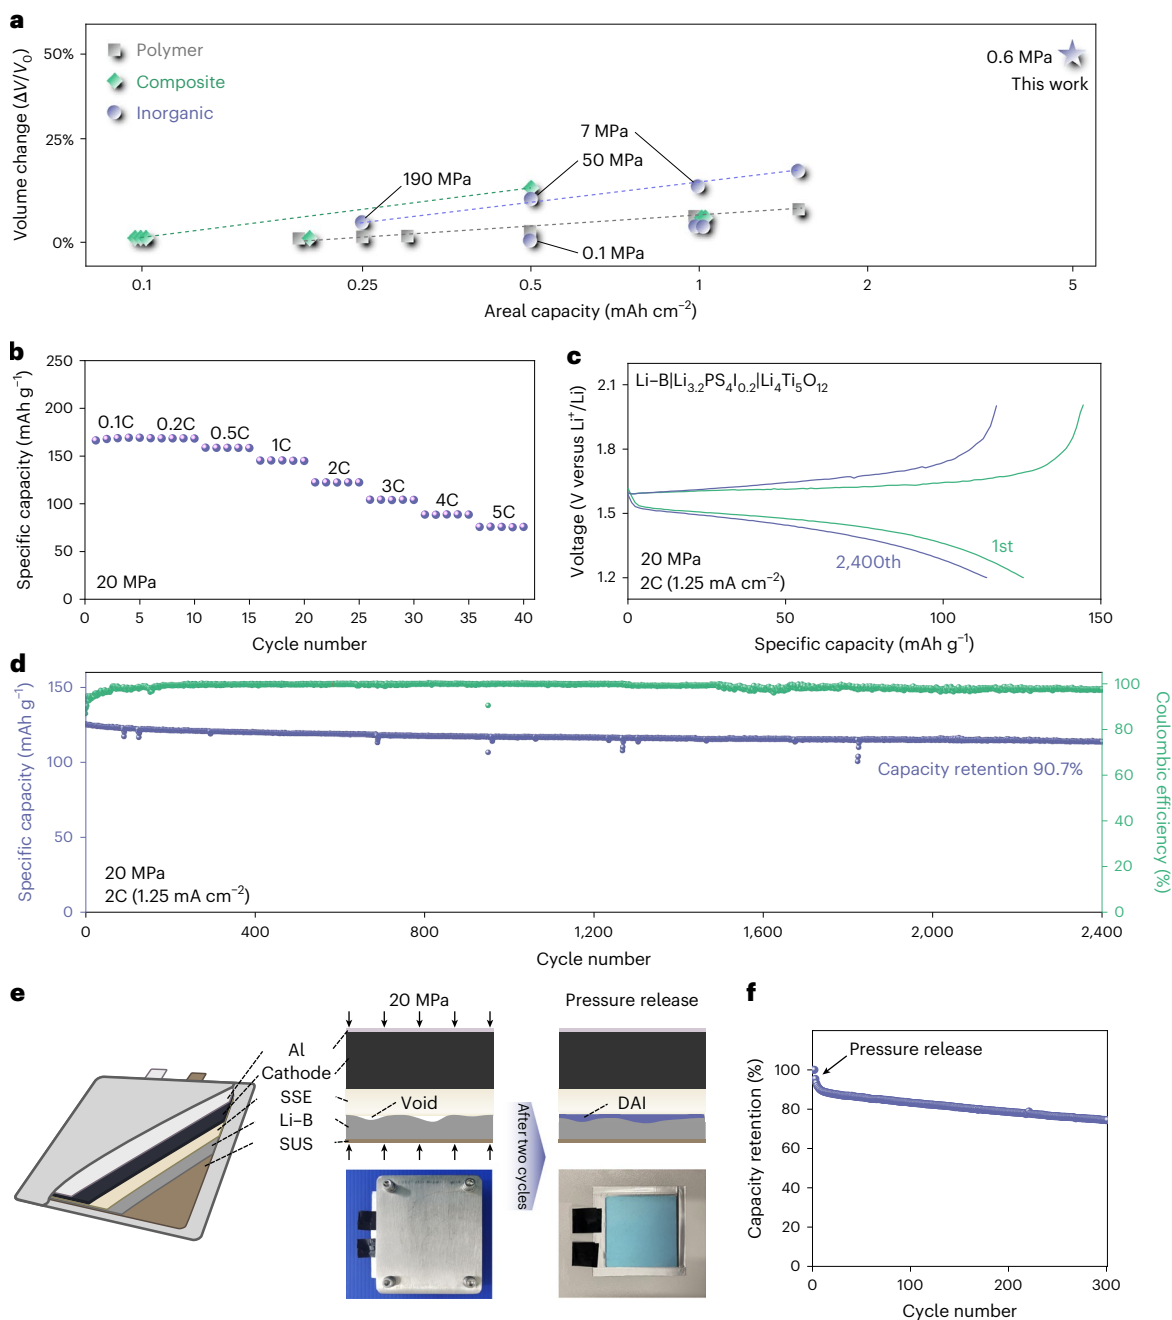 a
Volume change (ΔV/V0)
50%
25%
0%
Polymer
Composite
Inorganic
190 MPa
7 MPa
50 MPa
0.1 MPa
0.6 MPa
This work
0.1
0.25
0.5
1
2
5
Areal capacity (mAh cm−2)
b
Specific capacity (mAh g−1)
250
200
150
100
50
0
0.1C
0.2C
0.5C
1C
2C
3C
4C
5C
20 MPa
0
5
10
15
20
25
30
35
40
Cycle number
c
Voltage (V versus Li+/Li)
2.1
1.8
1.5
1.2
Li–B|Li3.2PS4I0.2|Li4Ti5O12
1st
2,400th
20 MPa
2C (1.25 mA cm−2)
0
50
100
150
Specific capacity (mAh g−1)
d
Specific capacity (mAh g−1)
150
100
50
0
Capacity retention 90.7%
20 MPa
2C (1.25 mA cm−2)
100
80
60
40
20
0
Coulombic efficiency (%)
0
400
800
1,200
1,600
2,000
2,400
Cycle number
e
Al
Cathode
SSE
Li–B
SUS
20 MPa
Void
After two cycles
Pressure release
DAI
f
Capacity retention (%)
100
80
60
40
20
0
Pressure release
0
100
200
300
Cycle number